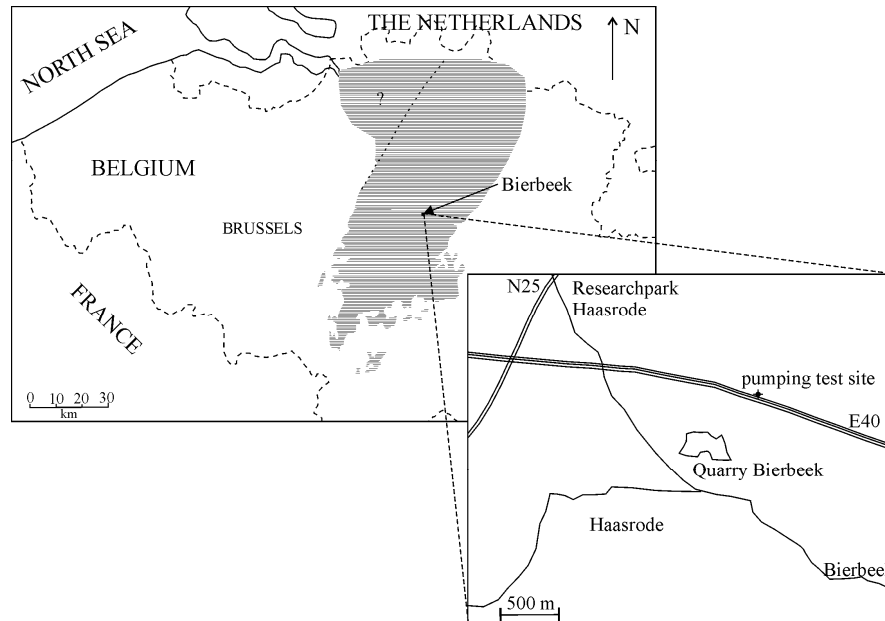 THE NETHERLANDS
N
NORTH SEA
?
BELGIUM
Bierbeek
BRUSSELS
FRANCE
0 10 20 30
km
N25
Researchpark
Haasrode
pumping test site
E40
Quarry Bierbeek
Haasrode
Bierbee
500 m